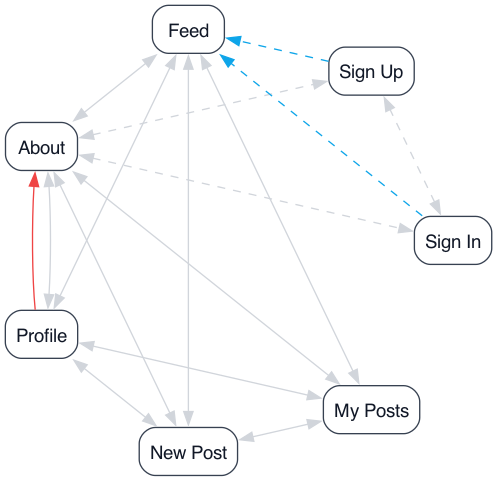 Feed
Sign Up
About
Sign In
Profile
My Posts
New Post